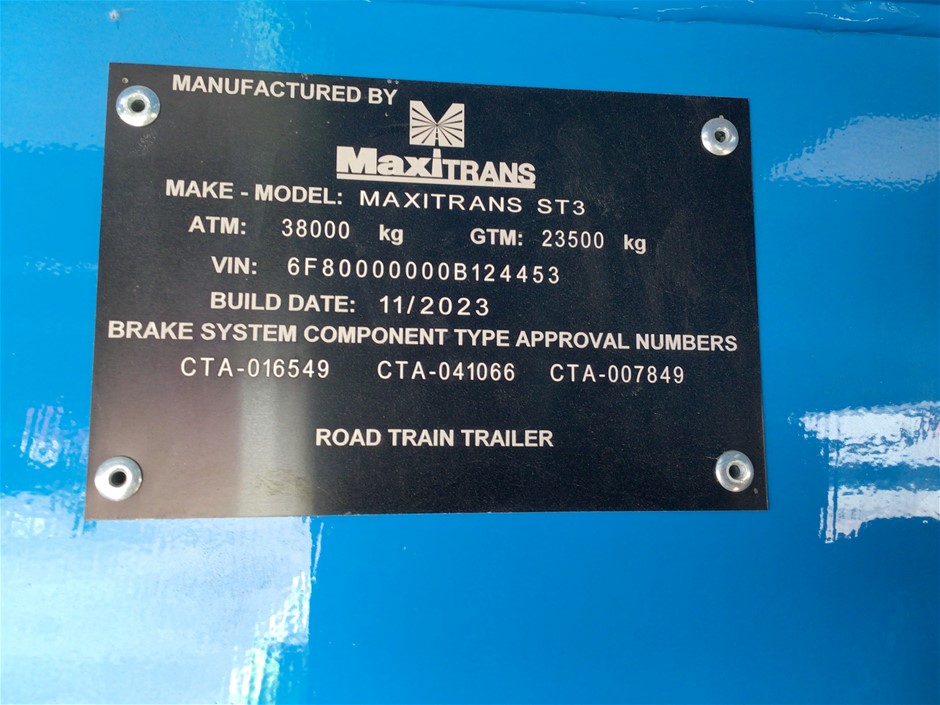 MANUFACTURED BY
MaxiTRANS
MAKE - MODEL: MAXITRANS ST3
ATM: 38000 kg GTM: 23500 kg
VIN: 6F80000000B124453
BUILD DATE: 11/2023
BRAKE SYSTEM COMPONENT TYPE APPROVAL NUMBERS
CTA-016549 CTA-041066 CTA-007849
ROAD TRAIN TRAILER